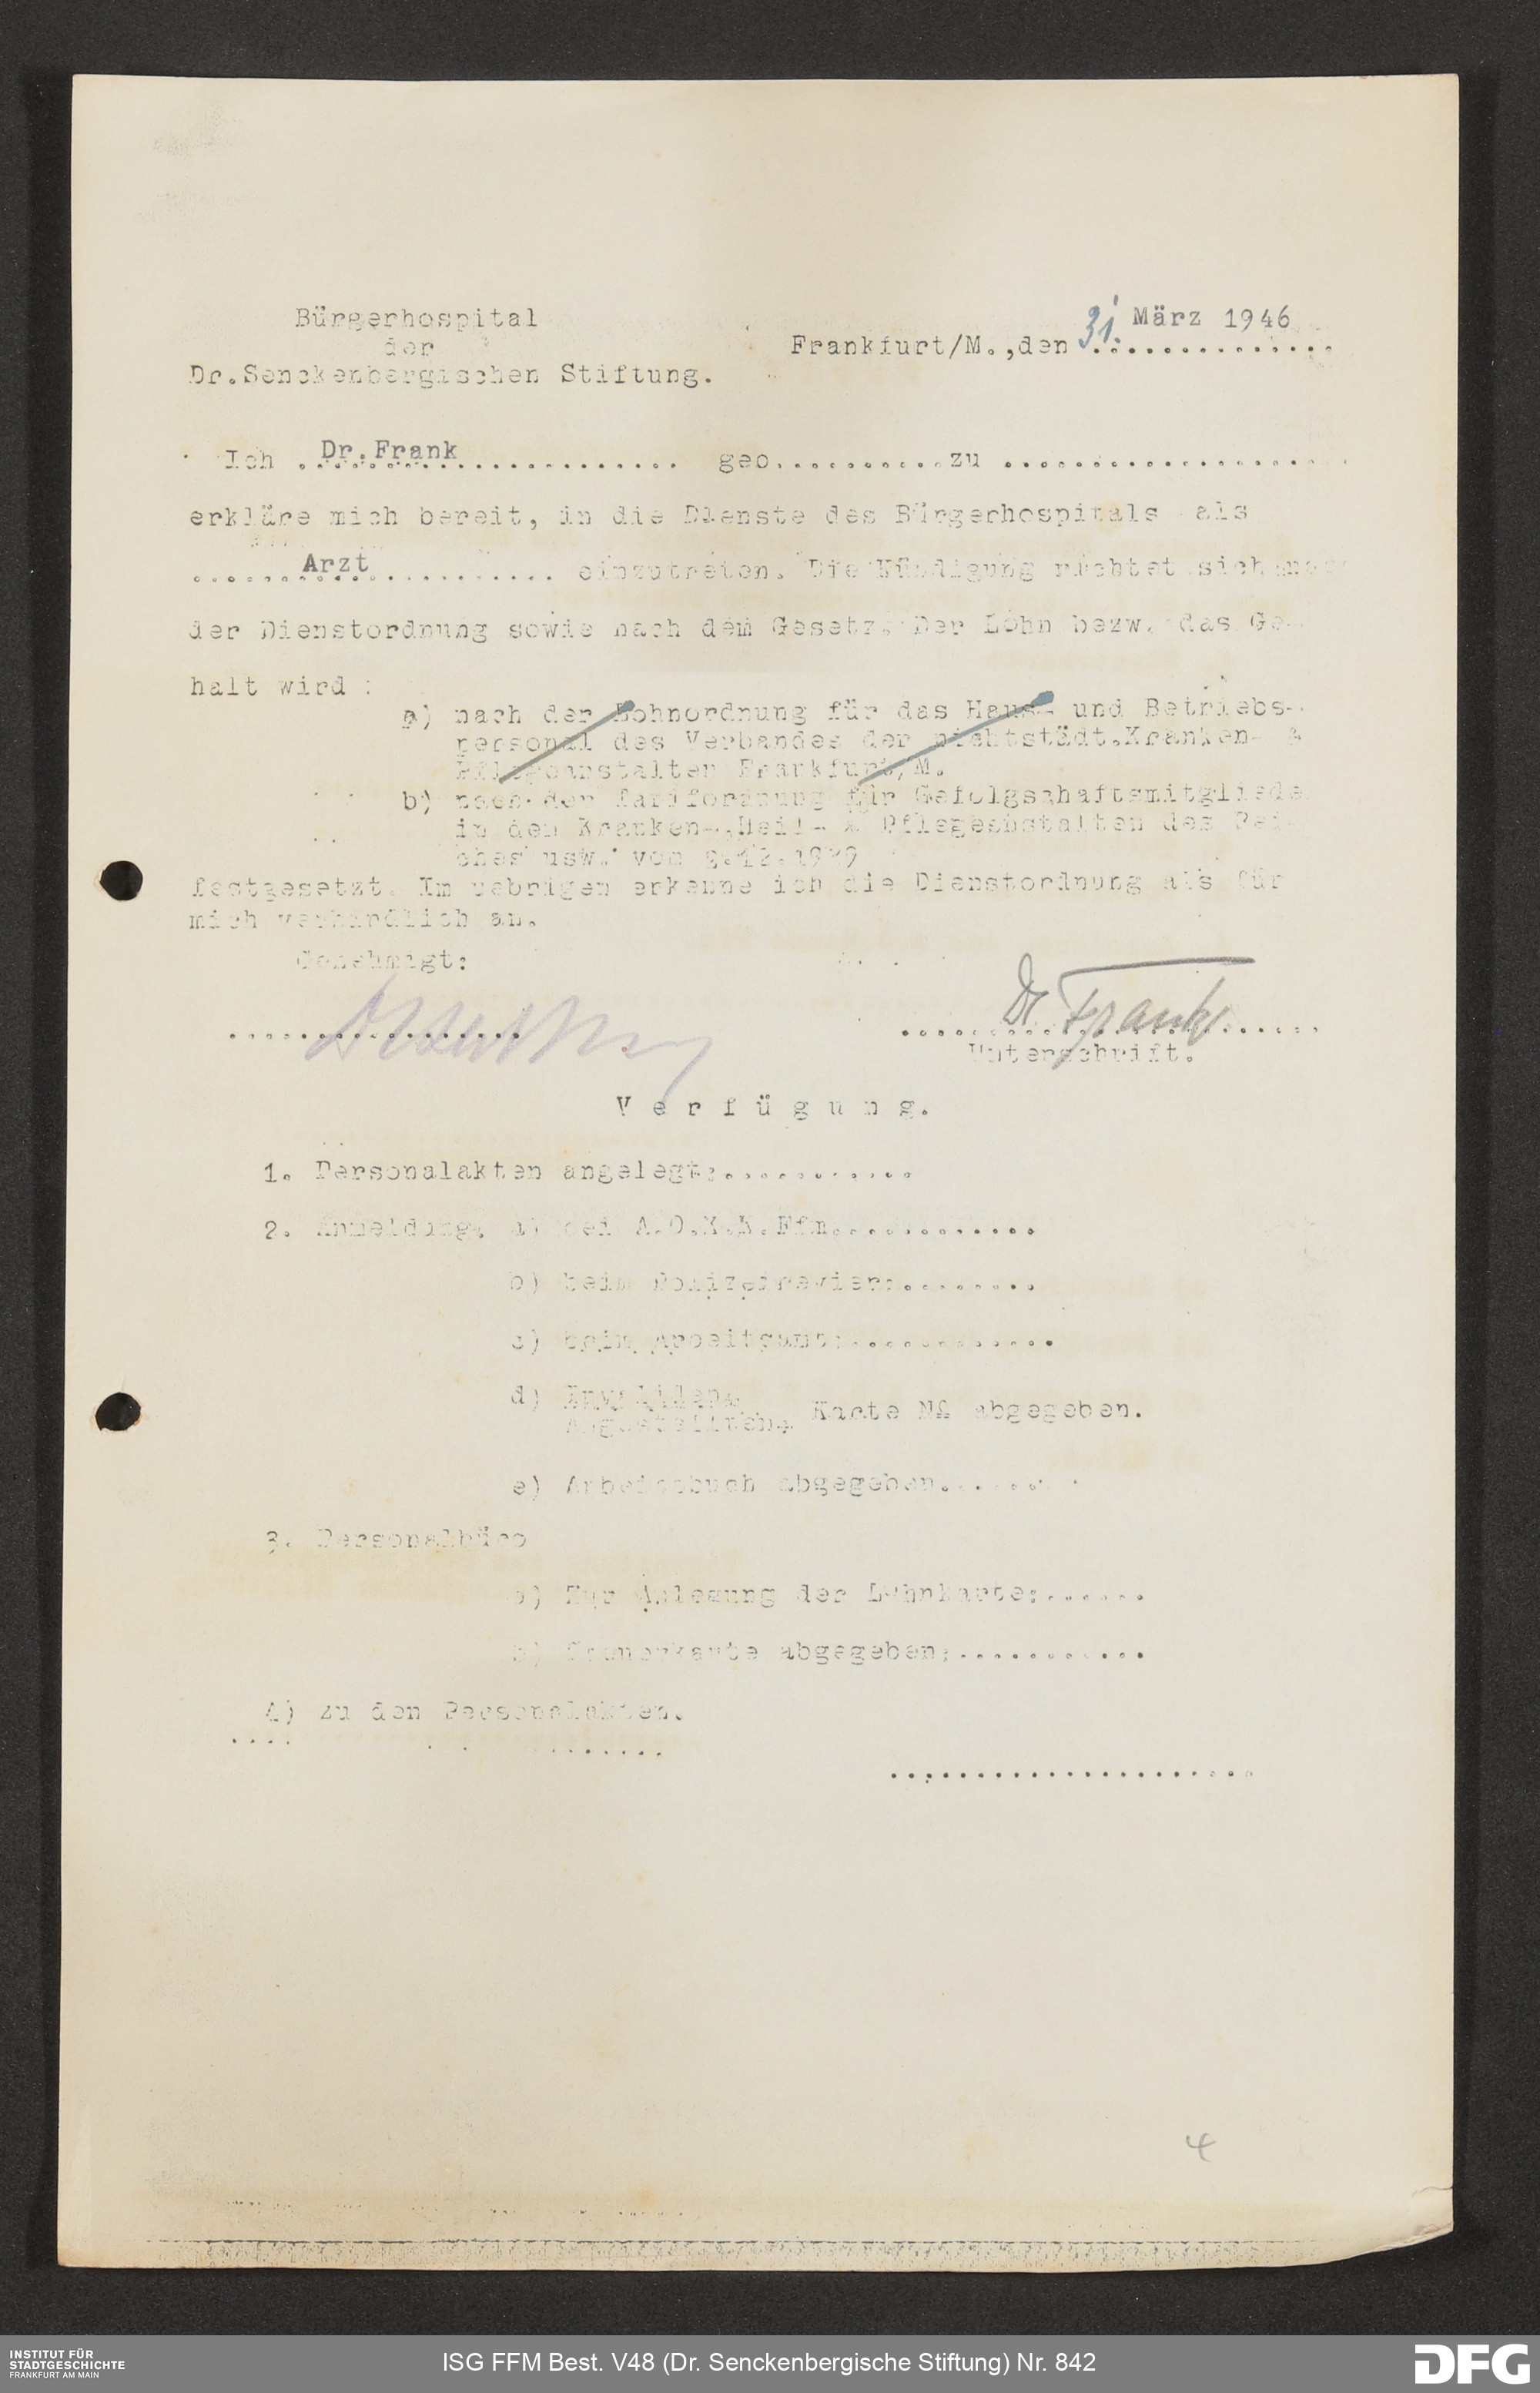 Bürgerhospital
der
Dr.Senckenbergischen Stiftung.
Frankfurt/M.,den 31. März 1946
Ich ..Dr.Frank.................... geb...........zu ....................
erkläre mich bereit, in die Dienste des Bürgerhospitals als
..........Arzt................ einzutreten. Die Kündigung richtet sich nach
der Dienstordnung sowie nach dem Gesetz. Der Lohn bezw. das Ge-
halt wird :
a) nach der Lohnordnung für das Haus- und Betriebs-
personal des Verbandes der nichtstädt.Kranken- &
Pflegeanstalten Frankfurt/M.
b) nach der Tarifordnung für Gefolgschaftsmitgliede
in den Kranken-,Heil- & Pflegeanstalten des Rei-
ches usw. vom 2.12.1939
festgesetzt. Im uebrigen erkenne ich die Dienstordnung als für
mich verbindlich an.
Genehmigt:
Dr Frank
Unterschrift.
V e r f ü g u n g.
1. Personalakten angelegt:............
2. Anmeldung, a) bei A.O.K.K.Ffm.............
b) beim Polizeirevier:.........
c) beim Arbeitsamt:.............
d) Invaliden=
Angestellten= Karte No abgegeben.
e) Arbeitsbuch abgegeben........
3. Personalbüro
a) Zur Anlegung der Lohnkarte:......
b) Steuerkarte abgegeben:............
4) zu den Personalakten.
4
INSTITUT FÜR
STADTGESCHICHTE
FRANKFURT AM MAIN
ISG FFM Best. V48 (Dr. Senckenbergische Stiftung) Nr. 842
DFG